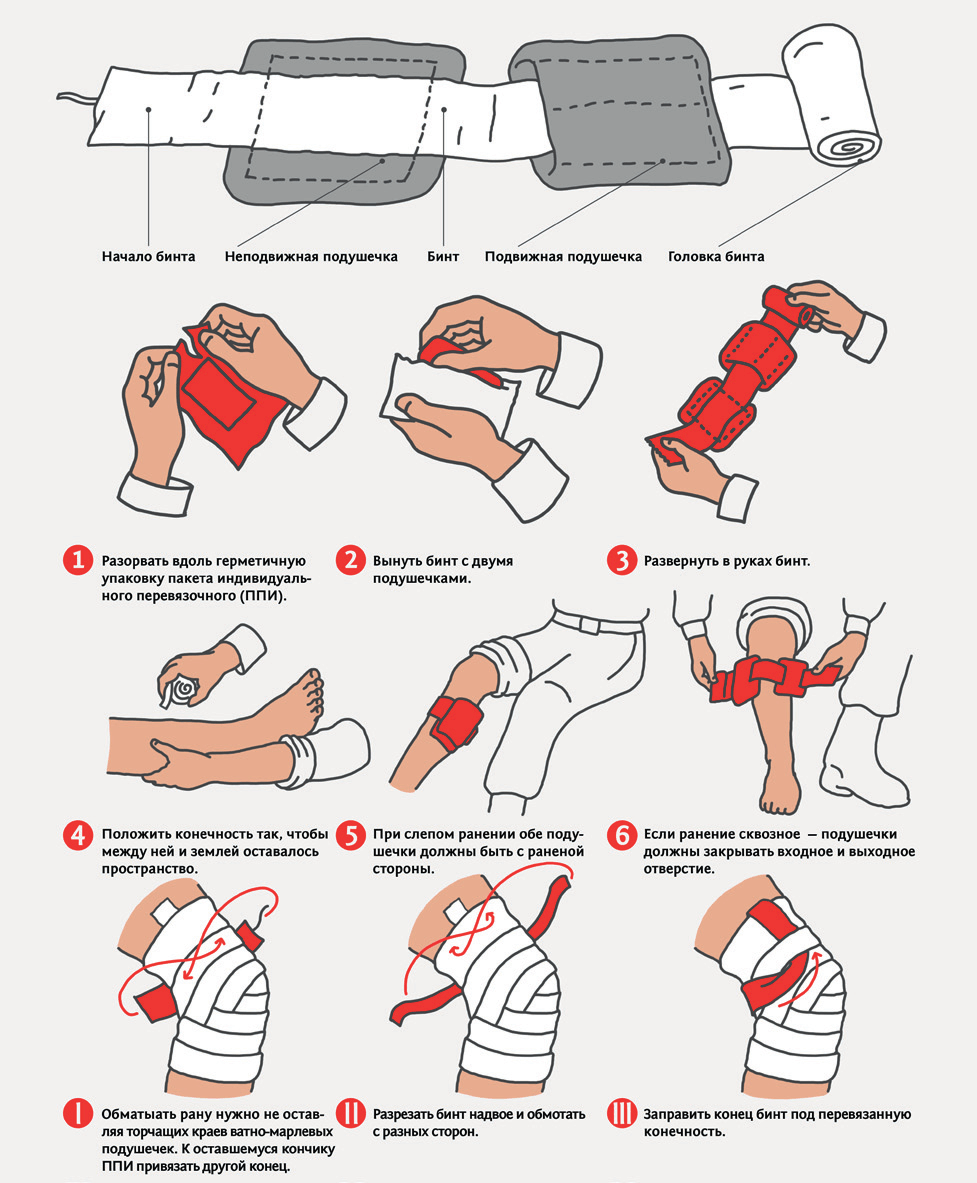 Начало бинта
Неподвижная подушечка
Бинт
Подвижная подушечка
Головка бинта
1
Разорвать вдоль герметичную
упаковку пакета индивидуаль-
ного перевязочного (ППИ).
2
Вынуть бинт с двумя
подушечками.
3
Развернуть в руках бинт.
4
Положить конечность так, чтобы
между ней и землей оставалось
пространство.
5
При слепом ранении обе поду-
шечки должны быть с раненой
стороны.
6
Если ранение сквозное – подушечки
должны закрывать входное и выходное
отверстие.
I
Обматыать рану нужно не остав-
ляя торчащих краев ватно-марлевых
подушечек. К оставшемуся кончику
ППИ привязать другой конец.
II
Разрезать бинт надвое и обмотать
с разных сторон.
III
Заправить конец бинт под перевязанную
конечность.